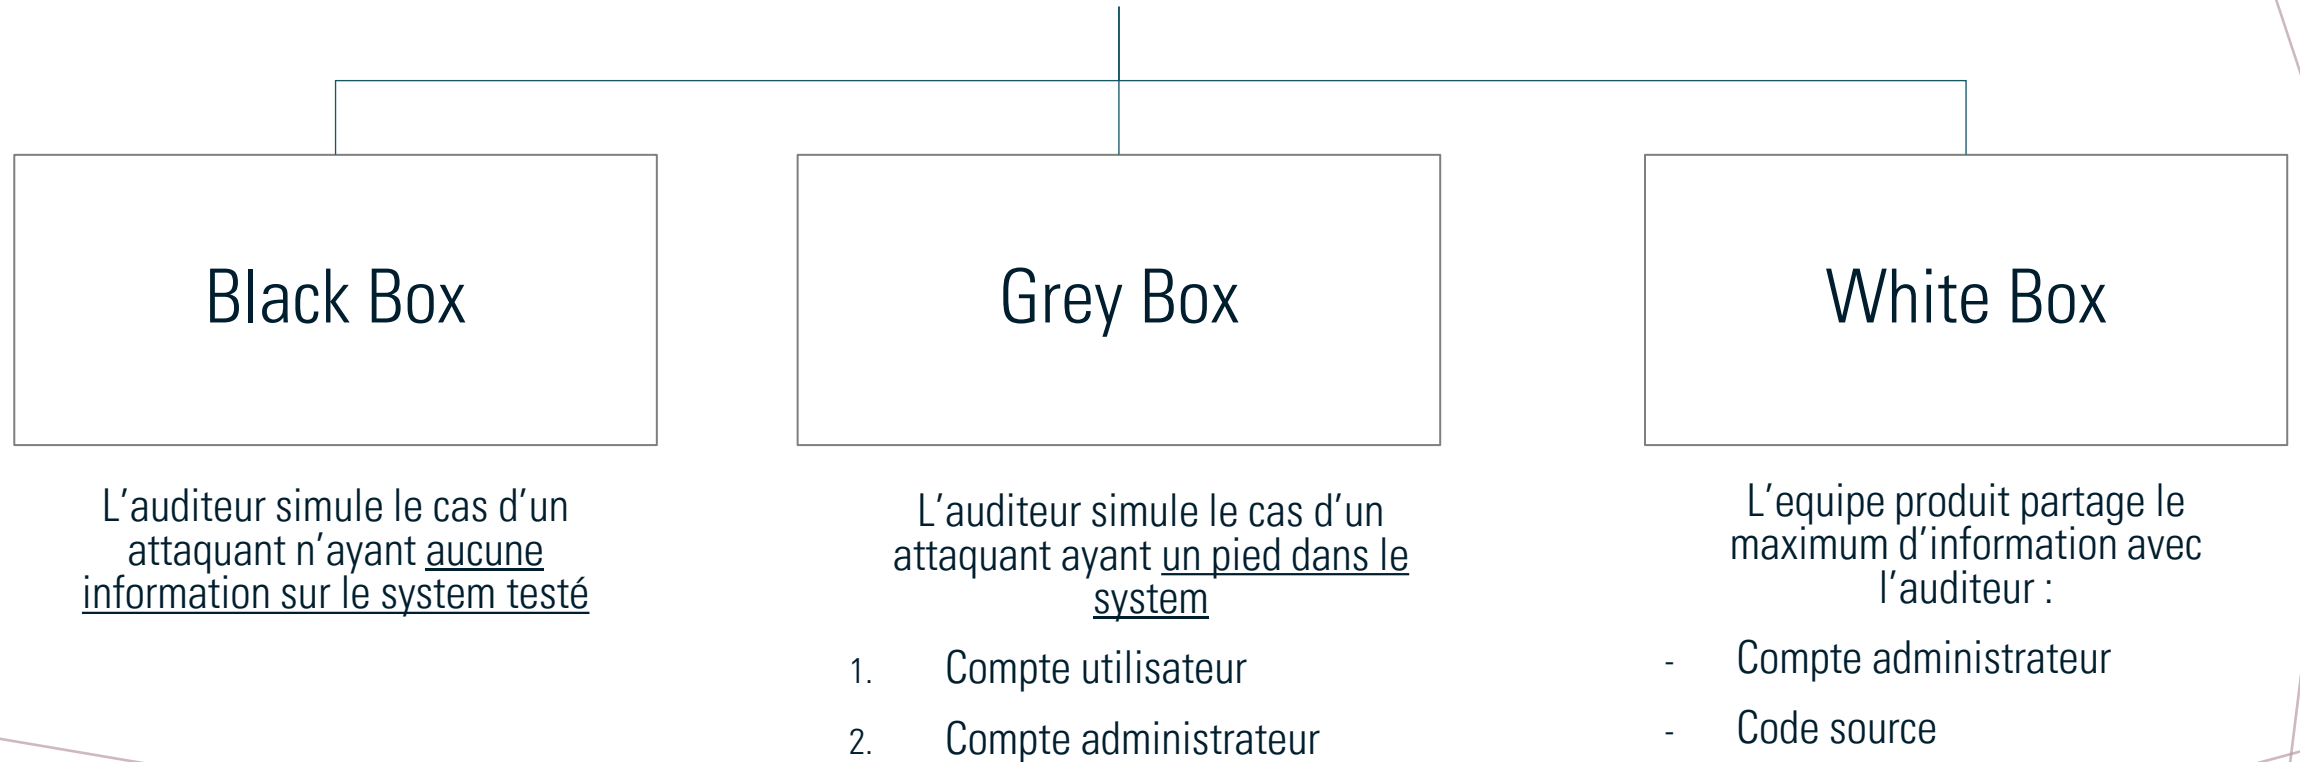 Black Box
L'auditeur simule le cas d'un
attaquant n'ayant aucune
information sur le system testé
Grey Box
L'auditeur simule le cas d'un
attaquant ayant un pied dans le
system
1. Compte utilisateur
2. Compte administrateur
White Box
L'equipe produit partage le
maximum d'information avec
l'auditeur :
- Compte administrateur
- Code source